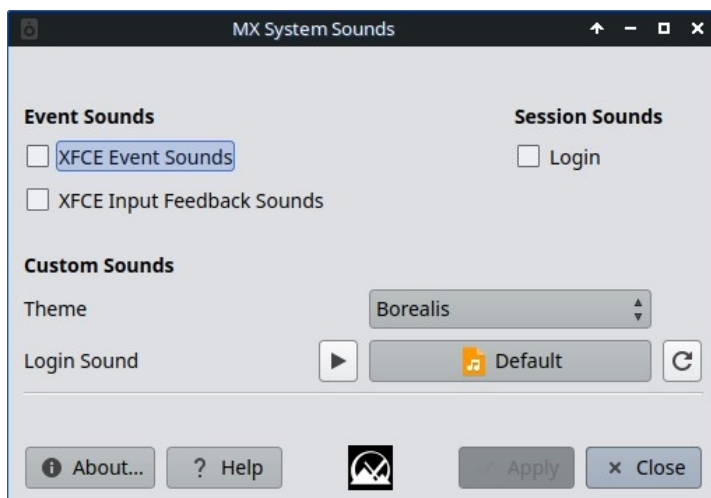 MX System Sounds
Event Sounds
Session Sounds
XFCE Event Sounds
Login
XFCE Input Feedback Sounds
Custom Sounds
Theme
Borealis
Login Sound
Default
About...
? Help
Apply
Close